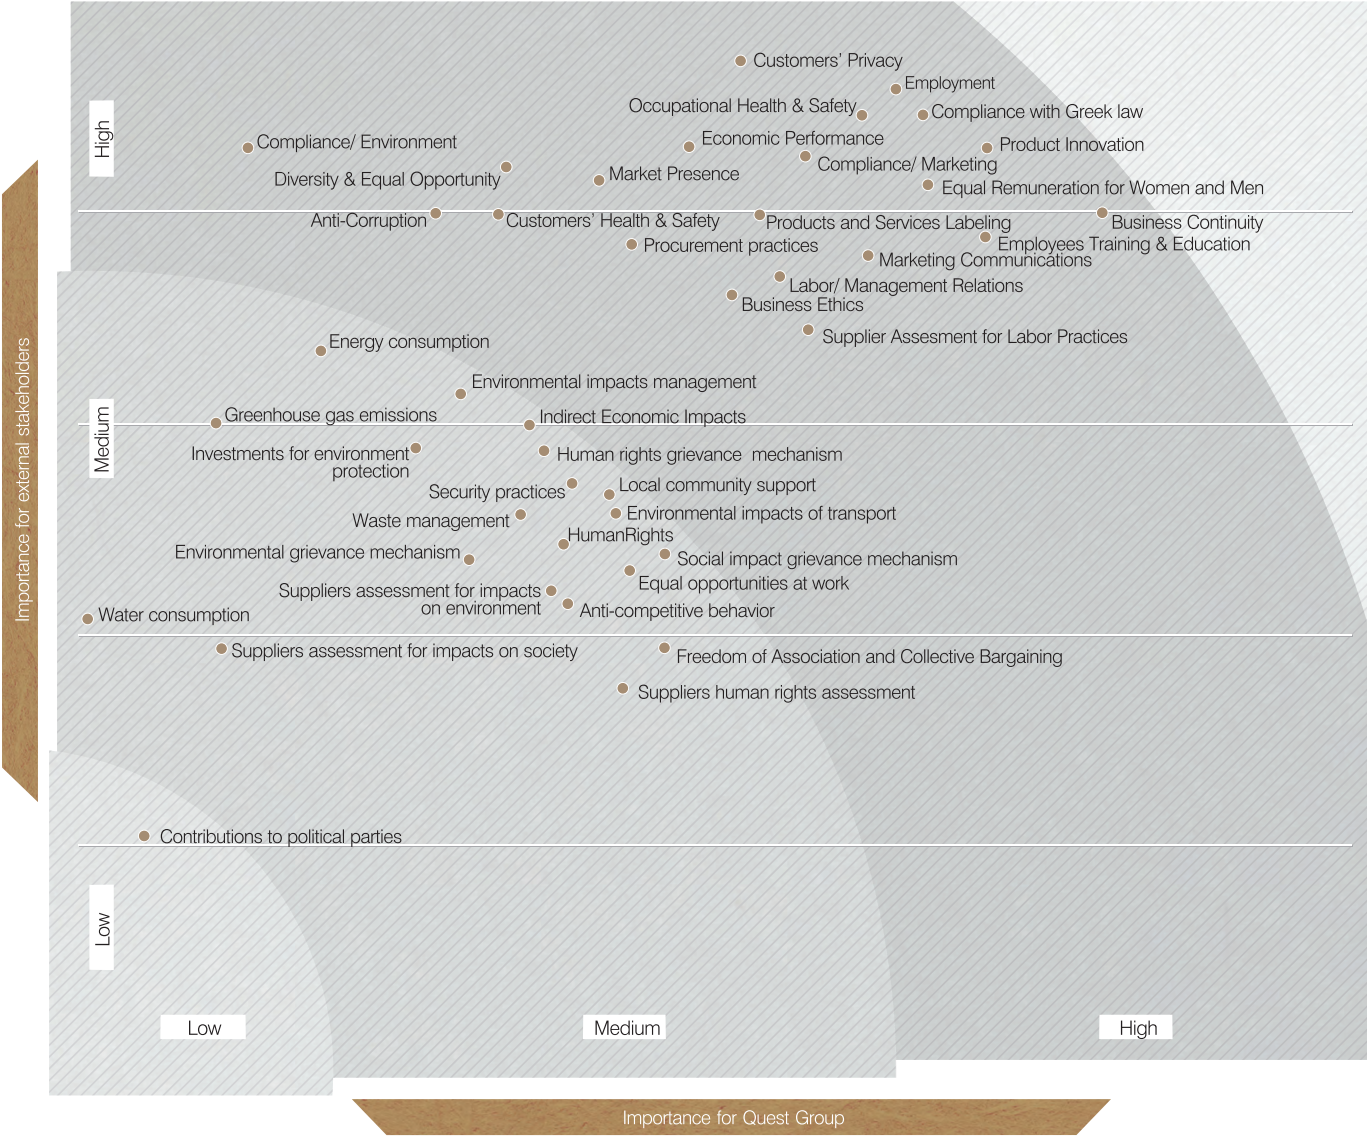 Customers' Privacy
Employment
Occupational Health & Safety
Compliance with Greek law
High
Compliance/ Environment
Economic Performance
Product Innovation
Compliance/ Marketing
Diversity & Equal Opportunity
Market Presence
Equal Remuneration for Women and Men
Anti-Corruption
Customers' Health & Safety
Products and Services Labeling
Business Continuity
Procurement practices
Employees Training & Education
Marketing Communications
Labor/ Management Relations
Business Ethics
Supplier Assesment for Labor Practices
Energy consumption
Environmental impacts management
Greenhouse gas emissions
Indirect Economic Impacts
Medium
Investments for environment
protection
Human rights grievance  mechanism
Security practices
Local community support
Waste management
Environmental impacts of transport
HumanRights
Environmental grievance mechanism
Social impact grievance mechanism
Equal opportunities at work
Suppliers assessment for impacts
on environment
Anti-competitive behavior
Water consumption
Suppliers assessment for impacts on society
Freedom of Association and Collective Bargaining
Suppliers human rights assessment
Contributions to political parties
Low
Importance for external stakeholders
Low
Medium
High
Importance for Quest Group